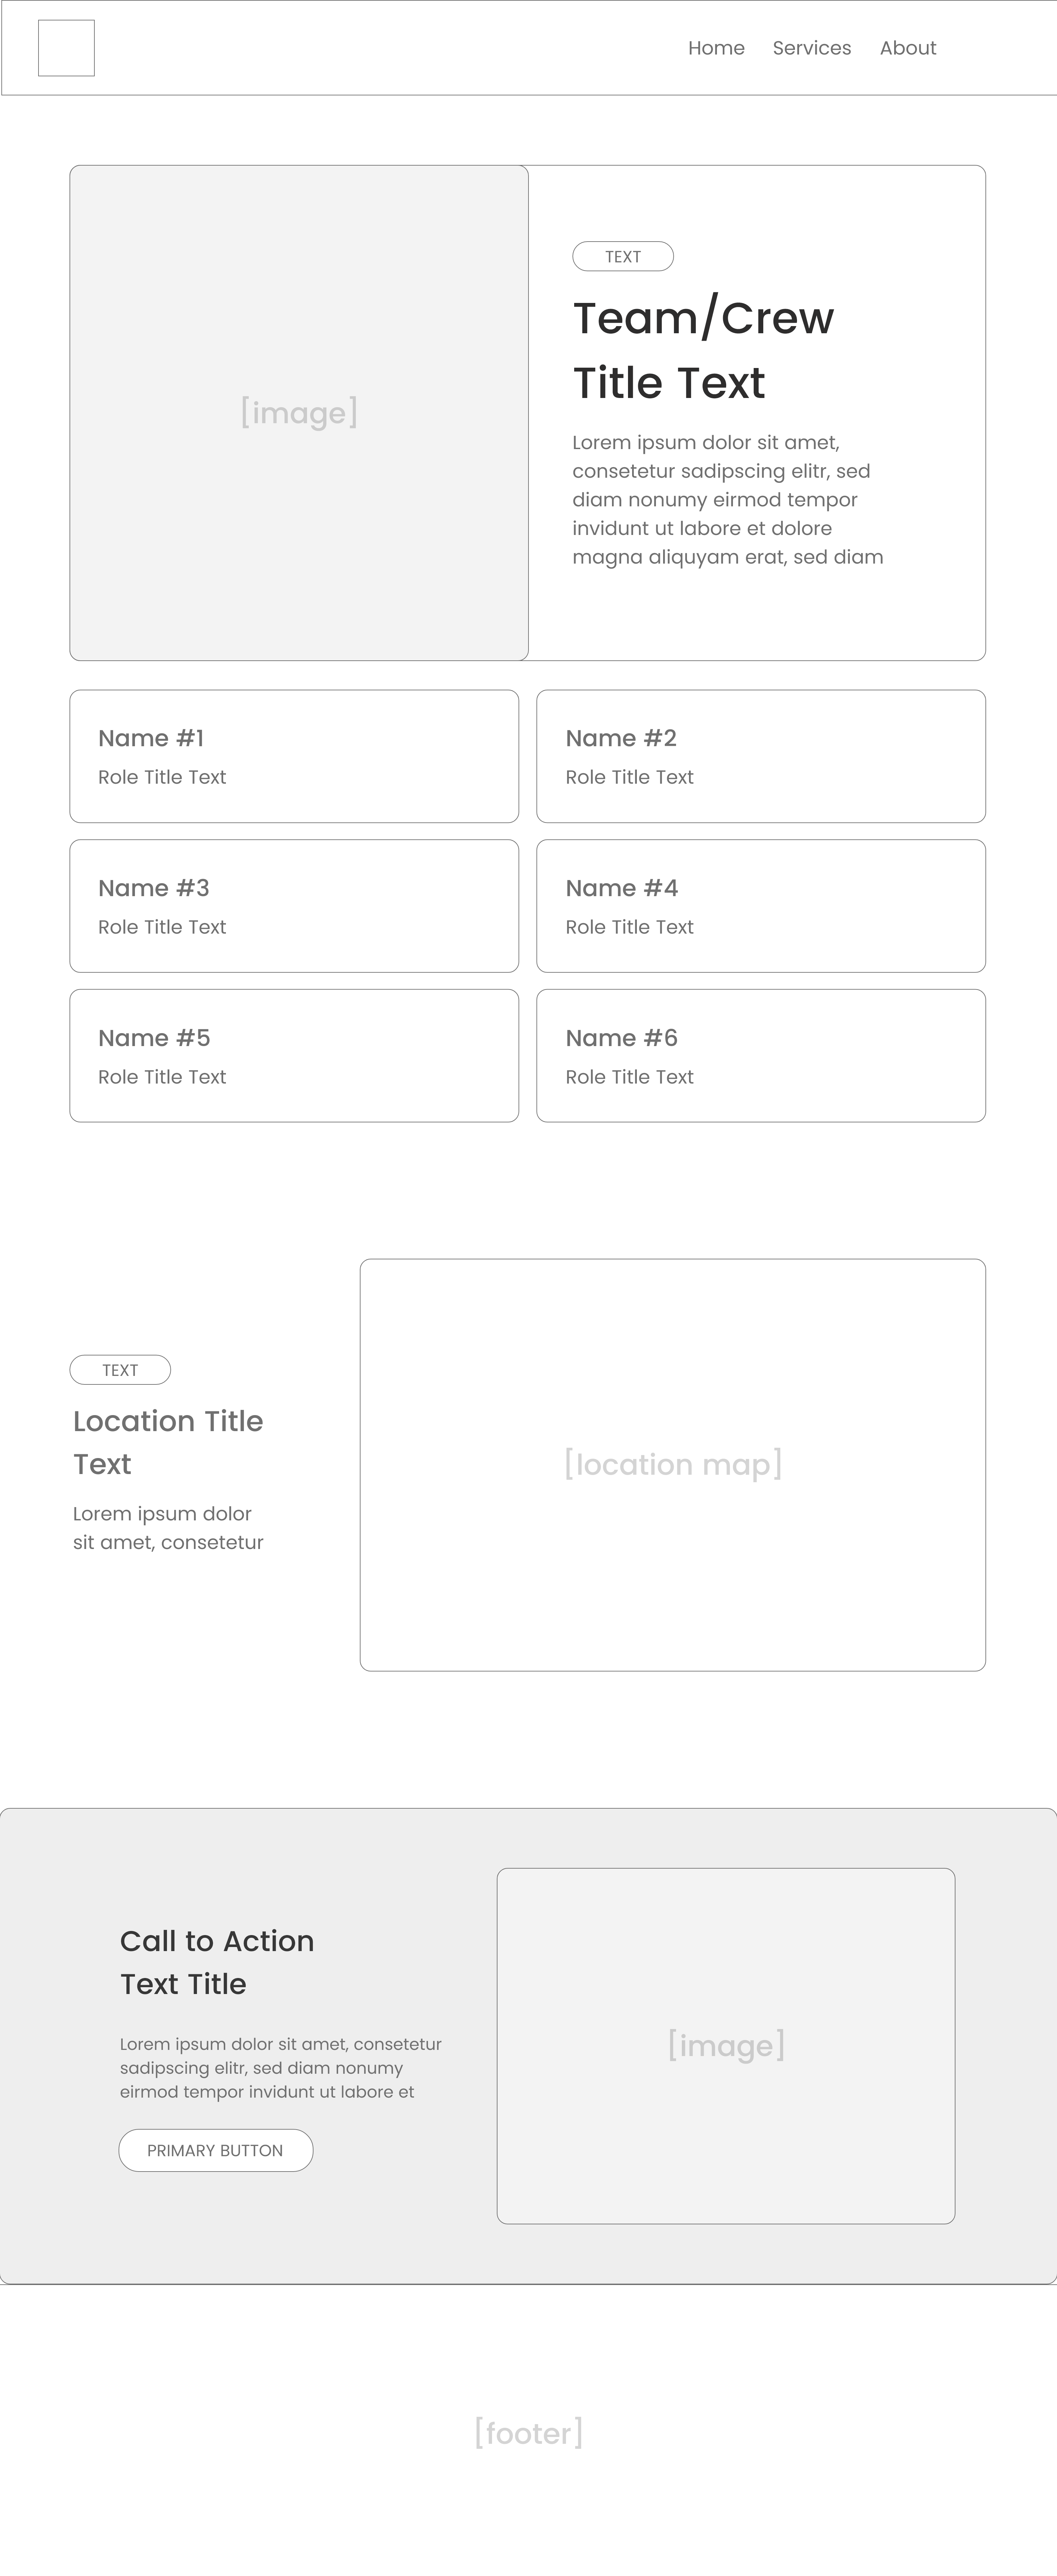 Home Services About
TEXT
Team/Crew
Title Text
[image]
Lorem ipsum dolor sit amet,
consetetur sadipscing elitr, sed
diam nonumy eirmod tempor
invidunt ut labore et dolore
magna aliquyam erat, sed diam
Name #1
Role Title Text
Name #2
Role Title Text
Name #3
Role Title Text
Name #4
Role Title Text
Name #5
Role Title Text
Name #6
Role Title Text
TEXT
Location Title
Text
Lorem ipsum dolor
sit amet, consetetur
[location map]
Call to Action
Text Title
Lorem ipsum dolor sit amet, consetetur
sadipscing elitr, sed diam nonumy
eirmod tempor invidunt ut labore et
PRIMARY BUTTON
[image]
[footer]